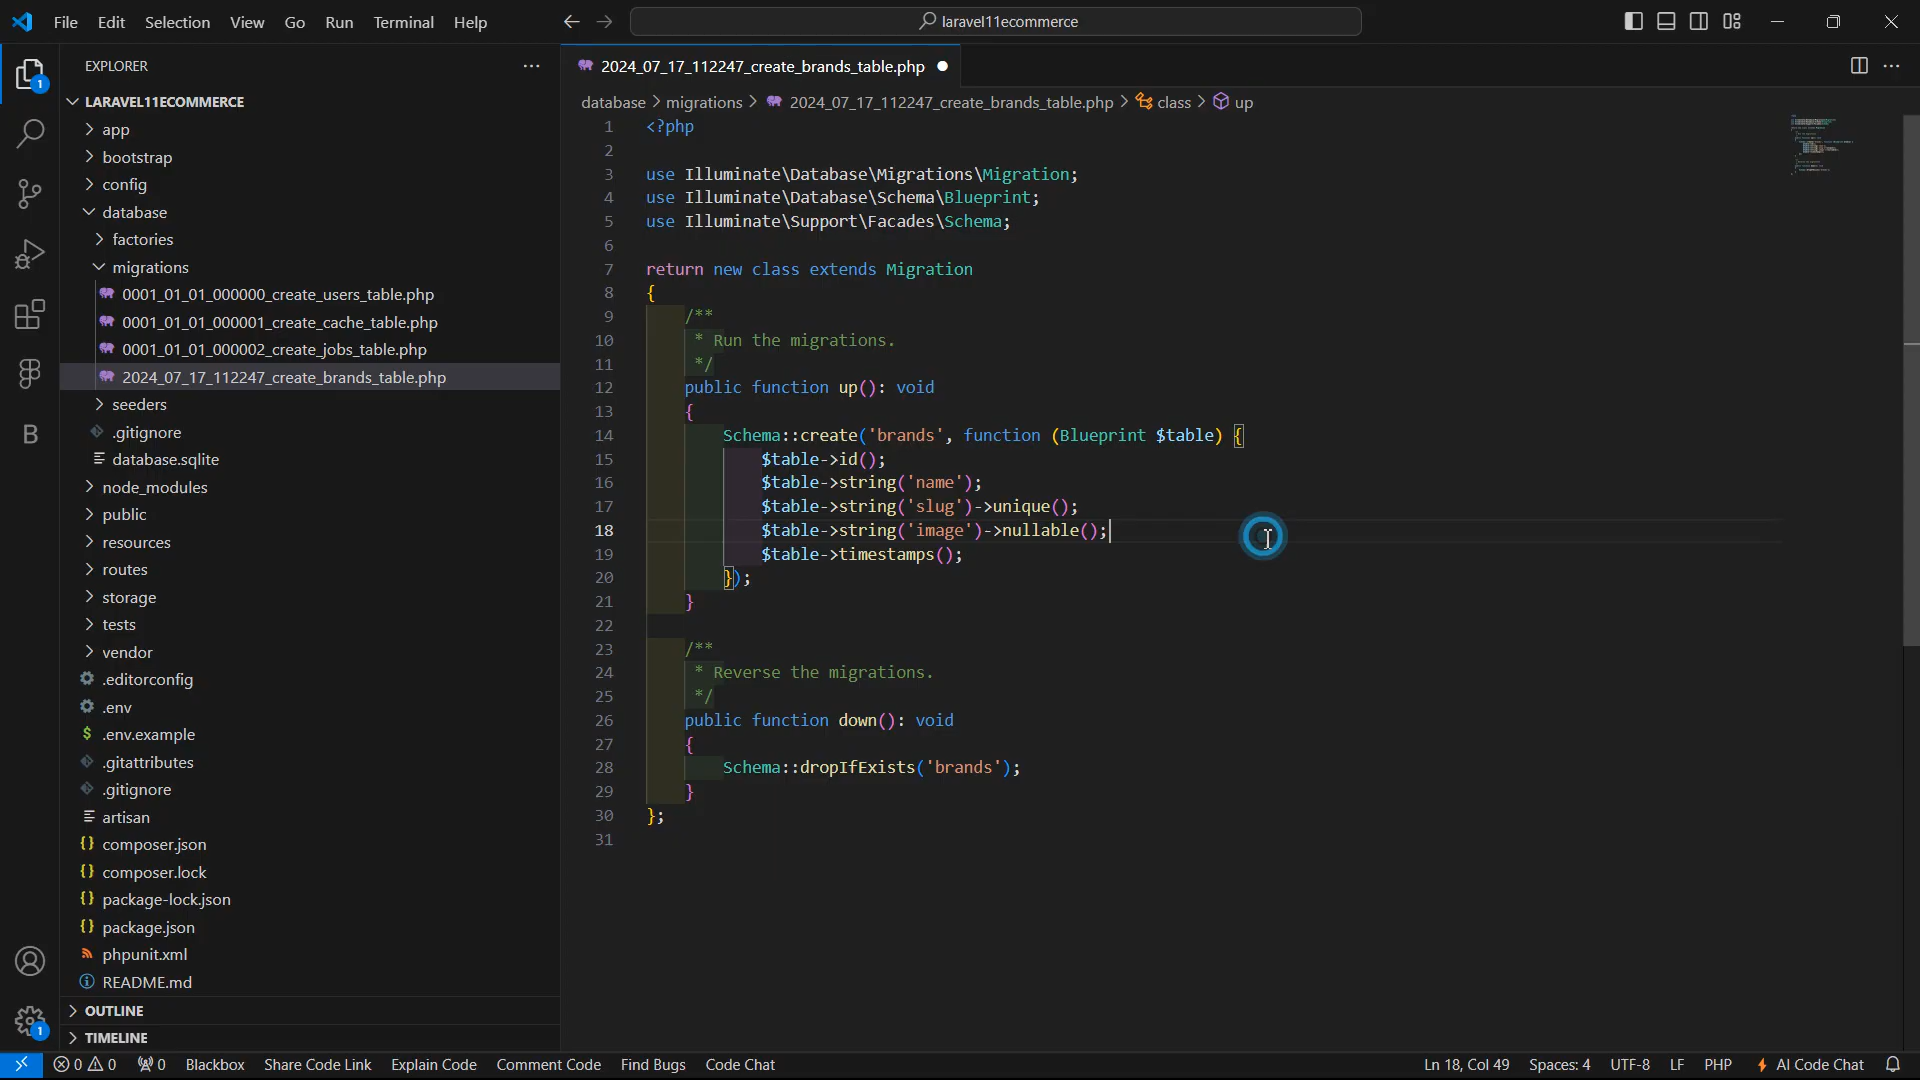 File Edit Selection View Go Run Terminal Help
laravel11ecommerce
EXPLORER
LARAVEL11ECOMMERCE
app
bootstrap
config
database
factories
migrations
0001_01_01_000000_create_users_table.php
0001_01_01_000001_create_cache_table.php
0001_01_01_000002_create_jobs_table.php
2024_07_17_112247_create_brands_table.php
seeders
.gitignore
database.sqlite
node_modules
public
resources
routes
storage
tests
vendor
.editorconfig
.env
.env.example
.gitattributes
.gitignore
artisan
composer.json
composer.lock
package-lock.json
package.json
phpunit.xml
README.md
OUTLINE
TIMELINE
1
B
1
2024_07_17_112247_create_brands_table.php
database > migrations > 2024_07_17_112247_create_brands_table.php > class > up
1 <?php
2
3 use Illuminate\Database\Migrations\Migration;
4 use Illuminate\Database\Schema\Blueprint;
5 use Illuminate\Support\Facades\Schema;
6
7 return new class extends Migration
8 {
9 /**
10 * Run the migrations.
11 */
12 public function up(): void
13 {
14 Schema::create('brands', function (Blueprint $table) {
15 $table->id();
16 $table->string('name');
17 $table->string('slug')->unique();
18 $table->string('image')->nullable();
19 $table->timestamps();
20 });
21 }
22
23 /**
24 * Reverse the migrations.
25 */
26 public function down(): void
27 {
28 Schema::dropIfExists('brands');
29 }
30 };
31
0 0 0 Blackbox Share Code Link Explain Code Comment Code Find Bugs Code Chat Ln 18, Col 49 Spaces: 4 UTF-8 LF PHP AI Code Chat